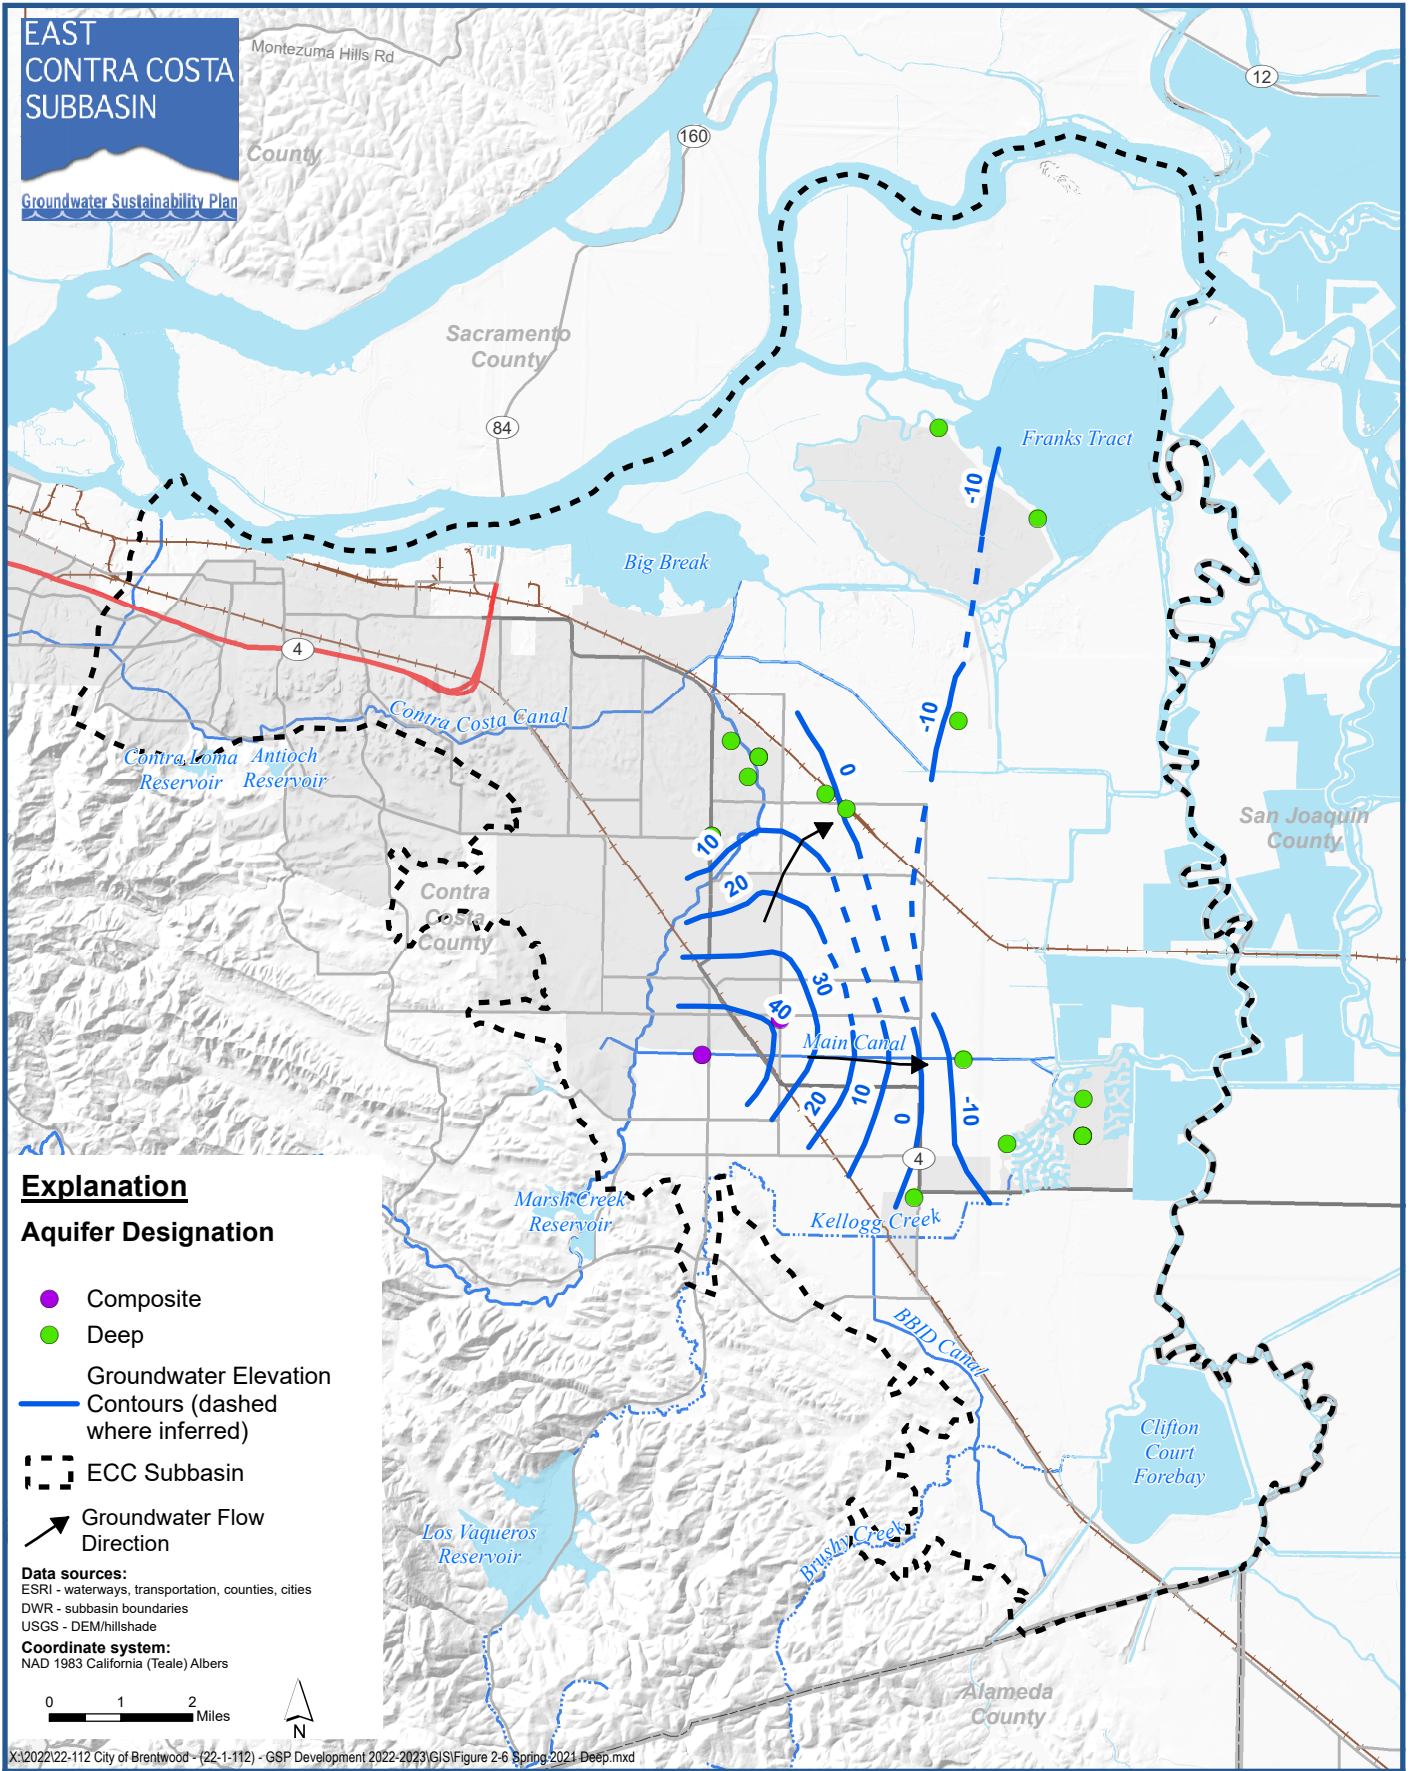 EAST
CONTRA COSTA
SUBBASIN
Groundwater Sustainability Plan
County
Montezuma Hills Rd
12
160
Sacramento
County
84
Franks Tract
-10
Big Break
4
Contra Costa Canal
-10
Contra Loma
Reservoir
Antioch
Reservoir
0
San Joaquin
County
10
20
Contra
Costa
County
30
40
Main Canal
20
10
0
-10
4
Marsh Creek
Reservoir
Kellogg Creek
BBID Canal
Clifton
Court
Forebay
Los Vaqueros
Reservoir
Brushy Creek
Alameda
County
Explanation
Aquifer Designation
Composite
Deep
Groundwater Elevation
Contours (dashed
where inferred)
ECC Subbasin
Groundwater Flow
Direction
Data sources:
ESRI - waterways, transportation, counties, cities
DWR - subbasin boundaries
USGS - DEM/hillshade
Coordinate system:
NAD 1983 California (Teale) Albers
0 1 2
Miles
N
X:\2022\22-112 City of Brentwood - (22-1-112) - GSP Development 2022-2023\GIS\Figure 2-6 Spring 2021 Deep.mxd